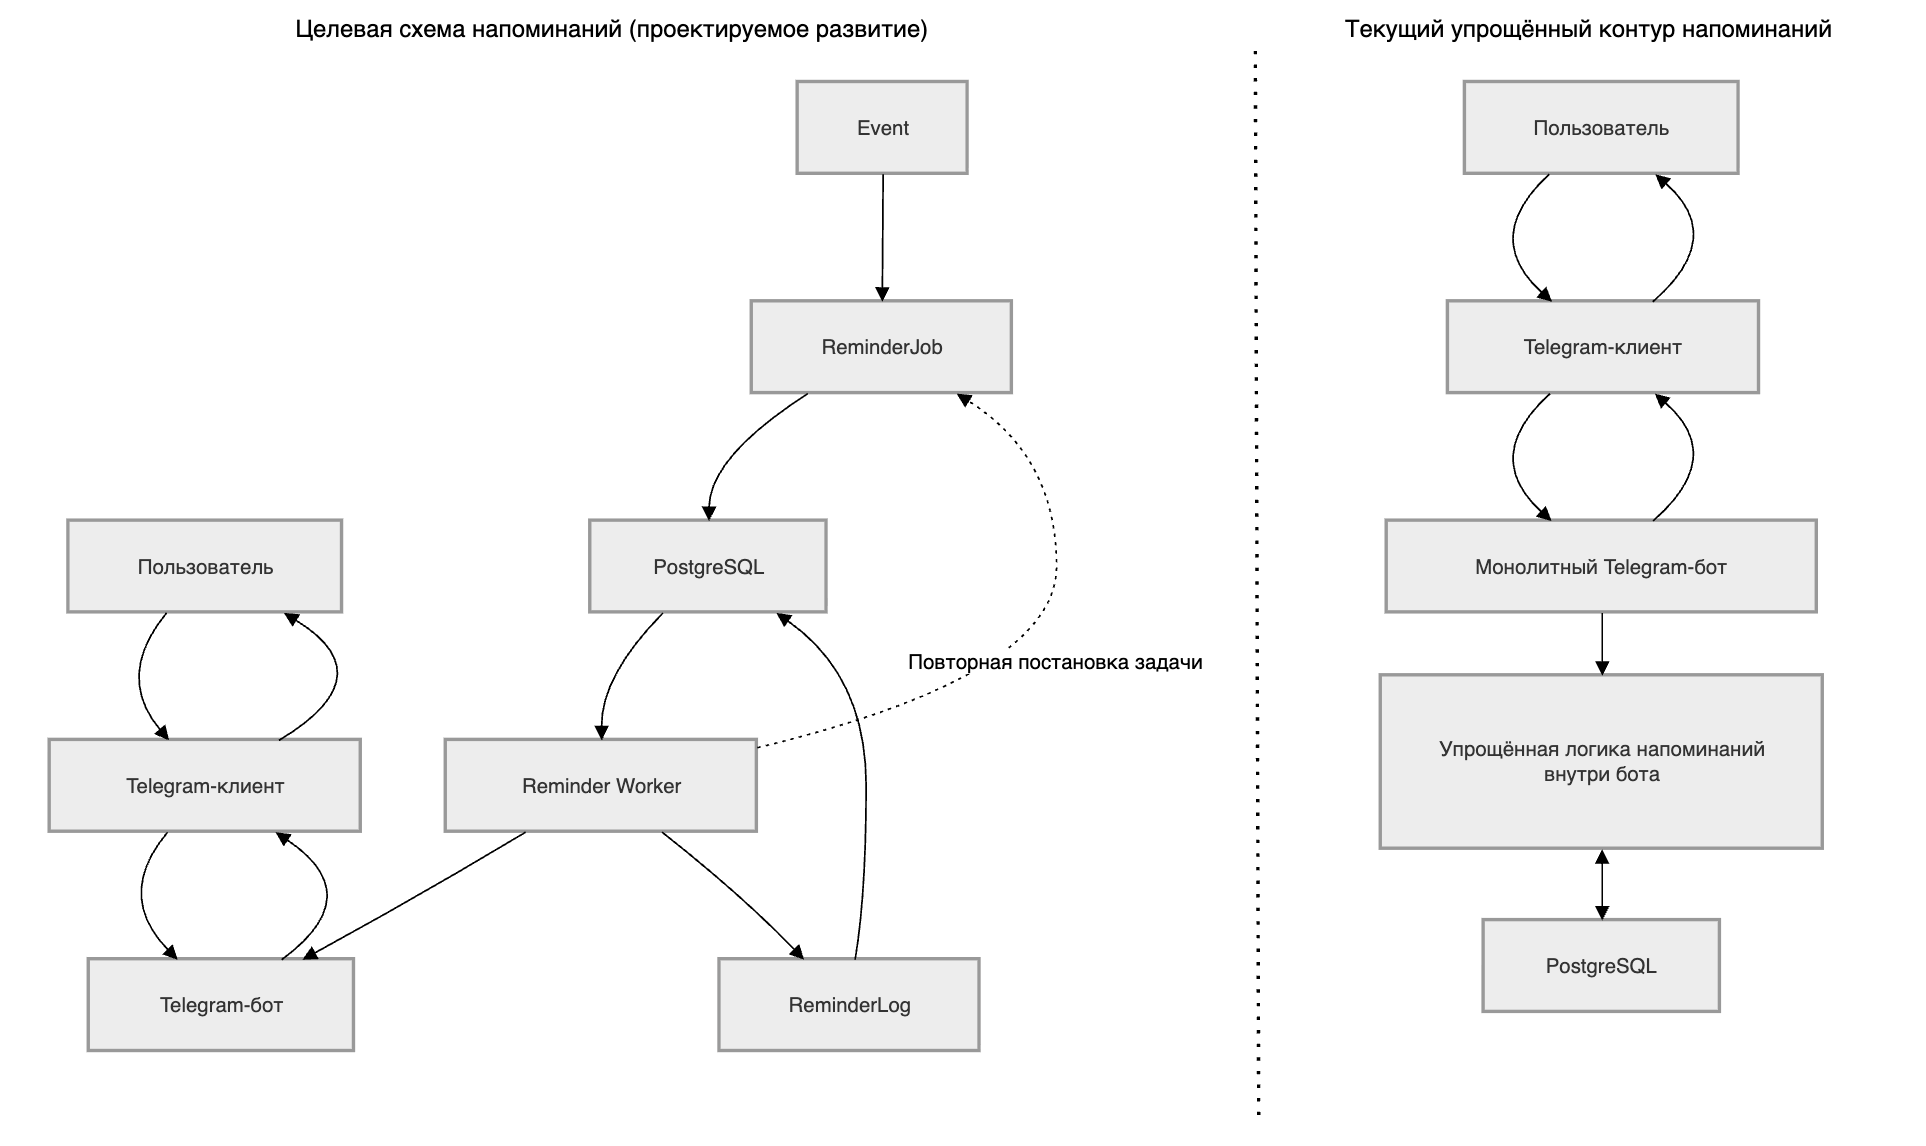 Целевая схема напоминаний (проектируемое развитие)
Event
ReminderJob
Пользователь
PostgreSQL
Повторная постановка задачи
Telegram-клиент
Reminder Worker
Telegram-бот
ReminderLog
Текущий упрощённый контур напоминаний
Пользователь
Telegram-клиент
Монолитный Telegram-бот
Упрощённая логика напоминаний
внутри бота
PostgreSQL